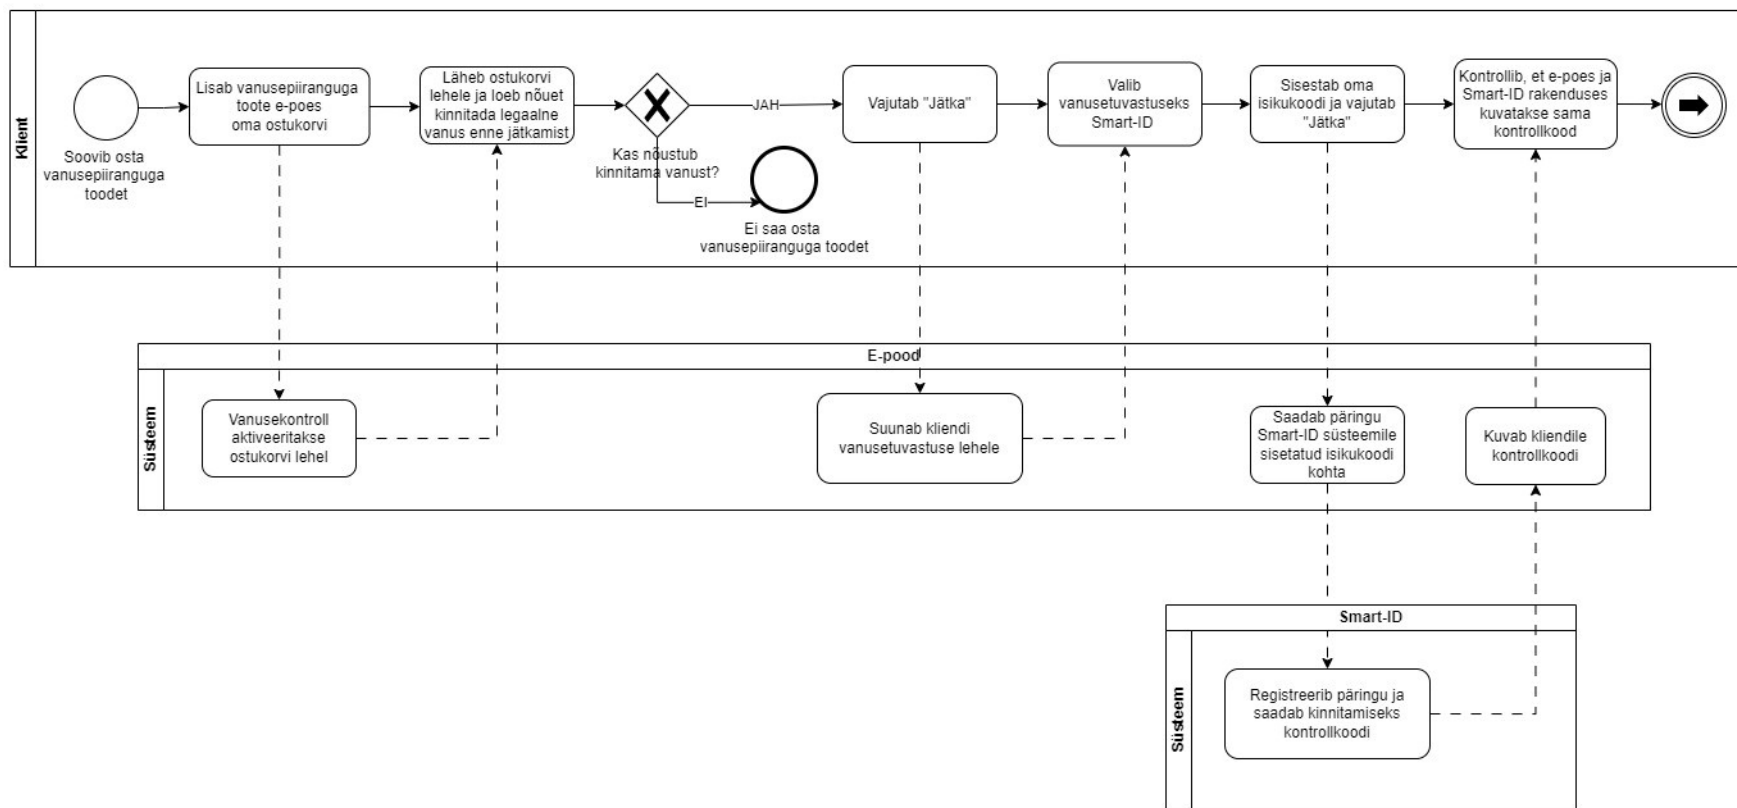 Klient
Soovib osta
vanusepiiranguga
toodet
Lisab vanusepiiranguga
toote e-poes
oma ostukorvi
Läheb ostukorvi
lehele ja loeb nõuet
kinnitada legaalne
vanus enne jätkamist
Kas nõustub
kinnitama vanust?
JAH
EI
Ei saa osta
vanusepiiranguga toodet
Vajutab "Jätka"
Valib
vanusetuvastuseks
Smart-ID
Sisestab oma
isikukoodi ja vajutab
"Jätka"
Kontrollib, et e-poes ja
Smart-ID rakenduses
kuvatakse sama
kontrollkood
E-pood
Süsteem
Vanusekontroll
aktiveeritakse
ostukorvi lehel
Suunab kliendi
vanusetuvastuse lehele
Saadab päringu
Smart-ID süsteemile
sisetatud isikukoodi
kohta
Kuvab kliendile
kontrollkoodi
Smart-ID
Süsteem
Registreerib päringu ja
saadab kinnitamiseks
kontrollkoodi